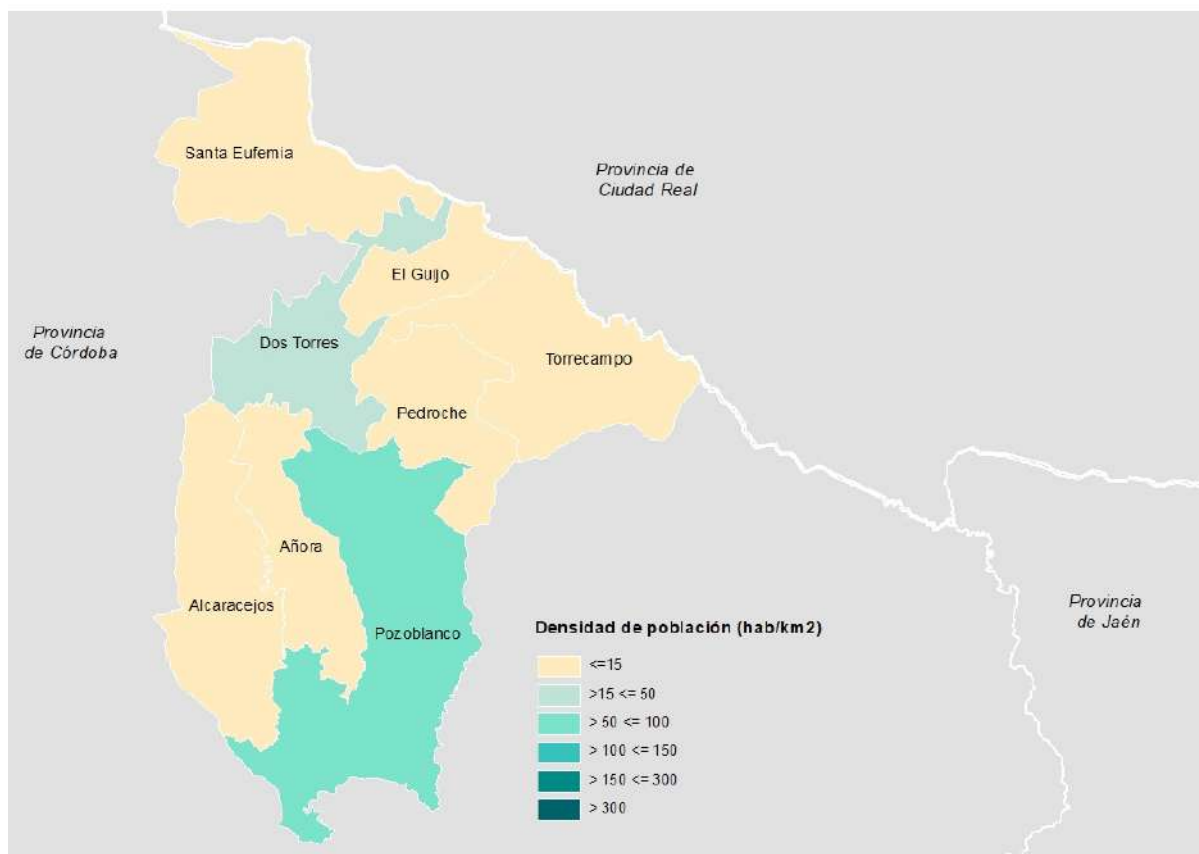 Santa Eufemia
Provincia de
Ciudad Real
El Guijo
Provincia
de Córdoba
Dos Torres
Torrecampo
Pedroche
Añora
Alcaracejos
Pozoblanco
Provincia
de Jaén
Densidad de población (hab/km2)
<=15
>15 <= 50
> 50 <= 100
> 100 <= 150
> 150 <= 300
> 300